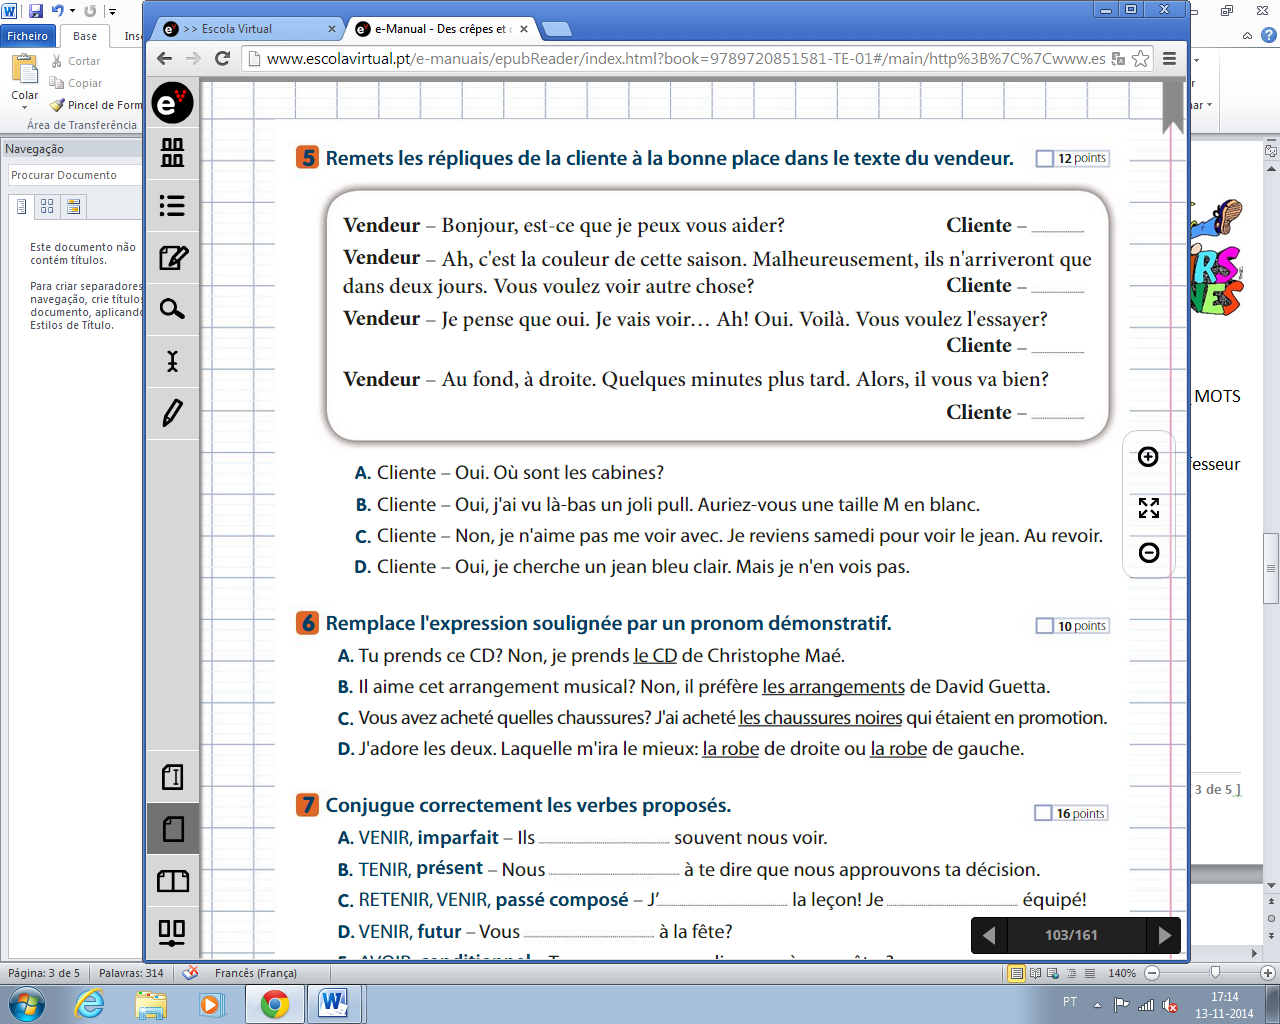 >> Escola Virtual
e-Manual - Des crêpes et
www.escolavirtual.pt/e-manuais/epubReader/index.html?book=9789720851581-TE-01#/main/http%3B%7C%7Cwww.es
Ficheiro
Base
Colar
Cortar
Copiar
Pincel de Form
Área de Transferência
Navegação
Procurar Documento
Este documento não
contém títulos.
Para criar separadores
navegação, crie títulos
documento, aplicando
Estilos de Título.
5 Remets les répliques de la cliente à la bonne place dans le texte du vendeur.
12 points
Vendeur – Bonjour, est-ce que je peux vous aider? Cliente –
Vendeur – Ah, c'est la couleur de cette saison. Malheureusement, ils n'arriveront que
dans deux jours. Vous voulez voir autre chose? Cliente –
Vendeur – Je pense que oui. Je vais voir... Ah! Oui. Voilà. Vous voulez l'essayer?
Cliente –
Vendeur – Au fond, à droite. Quelques minutes plus tard. Alors, il vous va bien?
Cliente –
A. Cliente – Oui. Où sont les cabines?
B. Cliente – Oui, j'ai vu là-bas un joli pull. Auriez-vous une taille M en blanc.
C. Cliente – Non, je n'aime pas me voir avec. Je reviens samedi pour voir le jean. Au revoir.
D. Cliente – Oui, je cherche un jean bleu clair. Mais je n'en vois pas.
6 Remplace l'expression soulignée par un pronom démonstratif.
10 points
A. Tu prends ce CD? Non, je prends le CD de Christophe Maé.
B. Il aime cet arrangement musical? Non, il préfère les arrangements de David Guetta.
C. Vous avez acheté quelles chaussures? J'ai acheté les chaussures noires qui étaient en promotion.
D. J'adore les deux. Laquelle m'ira le mieux: la robe de droite ou la robe de gauche.
7 Conjugue correctement les verbes proposés.
16 points
A. VENIR, imparfait – Ils souvent nous voir.
B. TENIR, présent – Nous à te dire que nous approuvons ta décision.
C. RETENIR, VENIR, passé composé – J' la leçon! Je équipé!
D. VENIR, futur – Vous à la fête?
103/161
MOTS
esseur
3 de 5 ]
Página: 3 de 5
Palavras: 314
Francês (França)
140%
PT
17:14
13-11-2014